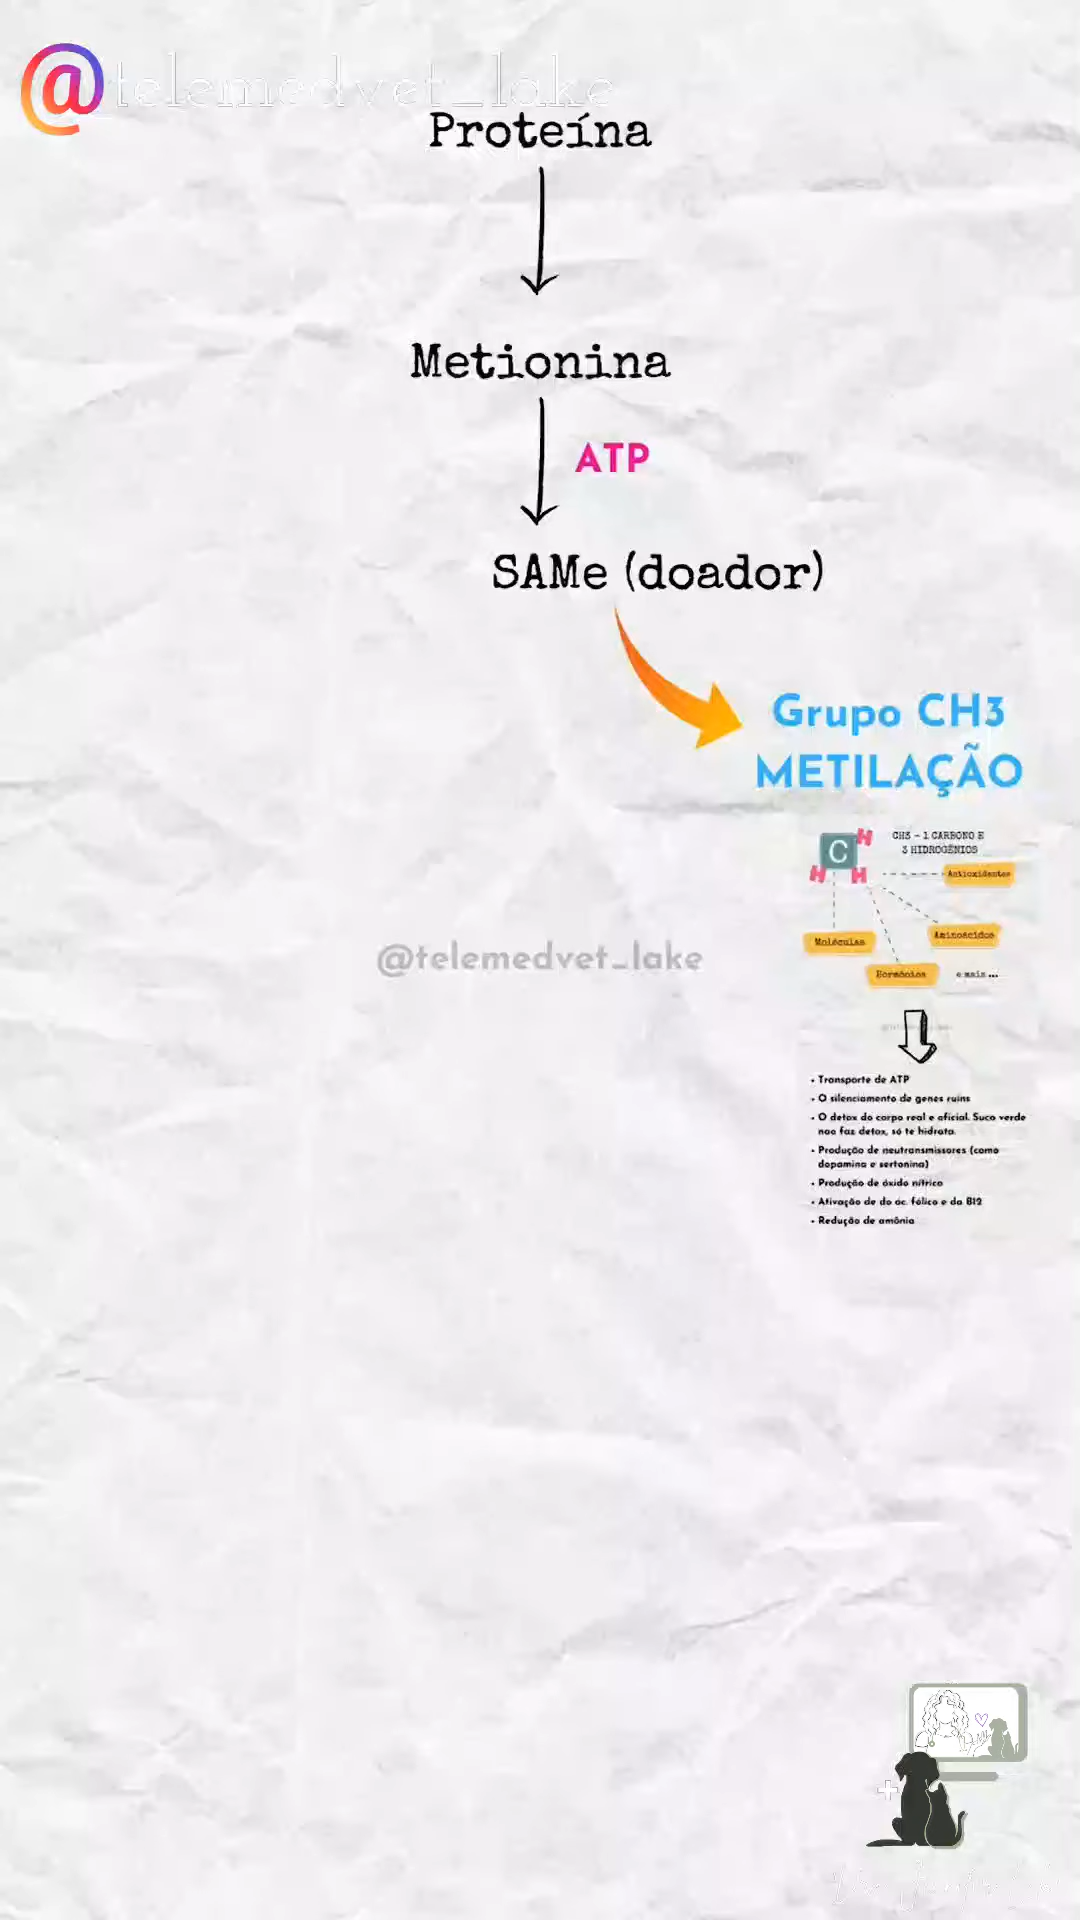 @telemedvet_lake
Proteína
Metionina
ATP
SAMe (doador)
Grupo CH3
METILAÇÃO
CH3 - 1 CARBONO E
3 HIDROGÊNIOS
H
C
H H
Antioxidantes
Aminoácidos
Moléculas
@telemedvet_lake
Hormônios
e mais...
• Transporte de ATP
• O silenciamento de genes ruins
• O detox do corpo real e oficial. Suco verde
nao faz detox, só te hidrata.
• Produção de neutransmissores (como
dopamina e sertonina)
• Produção de óxido nítrico
• Ativação de do ac. fólico e da B12
• Redução de amônia